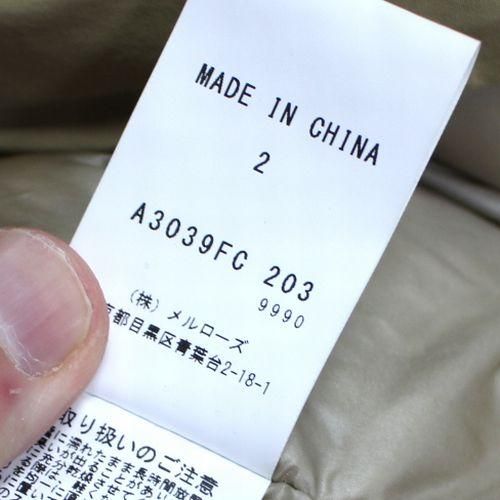 MADE IN CHINA
2
A3039FC 203
9990
(株) メルローズ
京都目黒区青葉台2-18-1
取り扱いのご注意